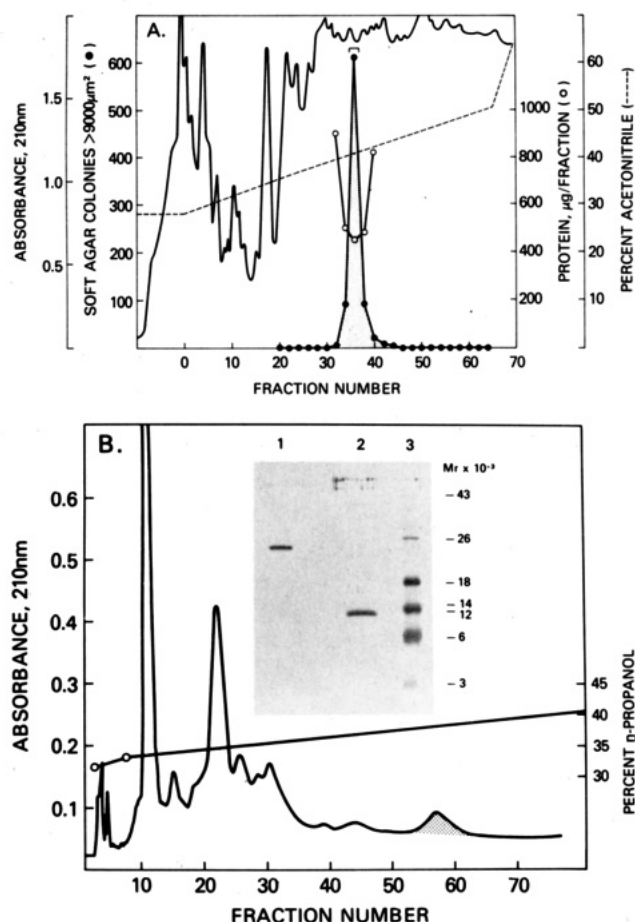 A.
ABSORBANCE, 210nm
1.5
1.0
0.5
SOFT AGAR COLONIES >9000µm² (●)
600
500
400
300
200
100
PROTEIN, µg/FRACTION (o)
1000
800
600
400
200
PERCENT ACETONITRILE (-----)
60
50
40
30
20
10
0 10 20 30 40 50 60 70
FRACTION NUMBER
B.
ABSORBANCE, 210nm
0.6
0.5
0.4
0.3
0.2
0.1
1 2 3
Mr x 10⁻³
– 43
– 26
– 18
– 14
– 12
– 6
– 3
PERCENT n-PROPANOL
45
40
35
30
10 20 30 40 50 60 70
FRACTION NUMBER